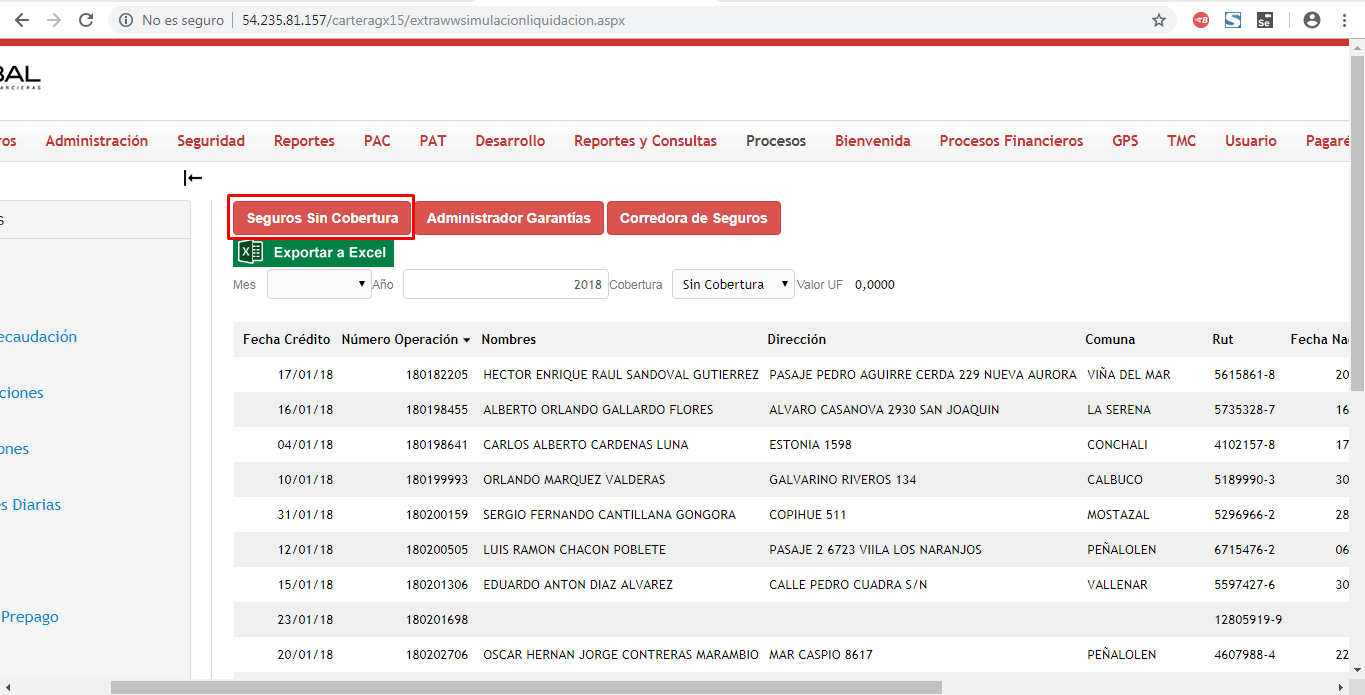 No es seguro | 54.235.81.157/carteragx15/extrawwsimulacionliquidacion.aspx
BAL
NANCIERAS
ros Administración Seguridad Reportes PAC PAT Desarrollo Reportes y Consultas Procesos Bienvenida Procesos Financieros GPS TMC Usuario Pagaré
s
Seguros Sin Cobertura Administrador Garantías Corredora de Seguros
Exportar a Excel
Mes Año 2018 Cobertura Sin Cobertura Valor UF 0,0000
ecaudación
ciones
ones
s Diarias
Prepago
Fecha Crédito Número Operación Nombres Dirección Comuna Rut Fecha Na
17/01/18 180182205 HECTOR ENRIQUE RAUL SANDOVAL GUTIERREZ PASAJE PEDRO AGUIRRE CERDA 229 NUEVA AURORA VIÑA DEL MAR 5615861-8 20
16/01/18 180198455 ALBERTO ORLANDO GALLARDO FLORES ALVARO CASANOVA 2930 SAN JOAQUIN LA SERENA 5735328-7 16
04/01/18 180198641 CARLOS ALBERTO CARDENAS LUNA ESTONIA 1598 CONCHALI 4102157-8 17
10/01/18 180199993 ORLANDO MARQUEZ VALDERAS GALVARINO RIVEROS 134 CALBUCO 5189990-3 30
31/01/18 180200159 SERGIO FERNANDO CANTILLANA GONGORA COPIHUE 511 MOSTAZAL 5296966-2 28
12/01/18 180200505 LUIS RAMON CHACON POBLETE PASAJE 2 6723 VIILA LOS NARANJOS PEÑALOLEN 6715476-2 06
15/01/18 180201306 EDUARDO ANTON DIAZ ALVAREZ CALLE PEDRO CUADRA S/N VALLENAR 5597427-6 30
23/01/18 180201698 12805919-9
20/01/18 180202706 OSCAR HERNAN JORGE CONTRERAS MARAMBIO MAR CASPIO 8617 PEÑALOLEN 4607988-4 22